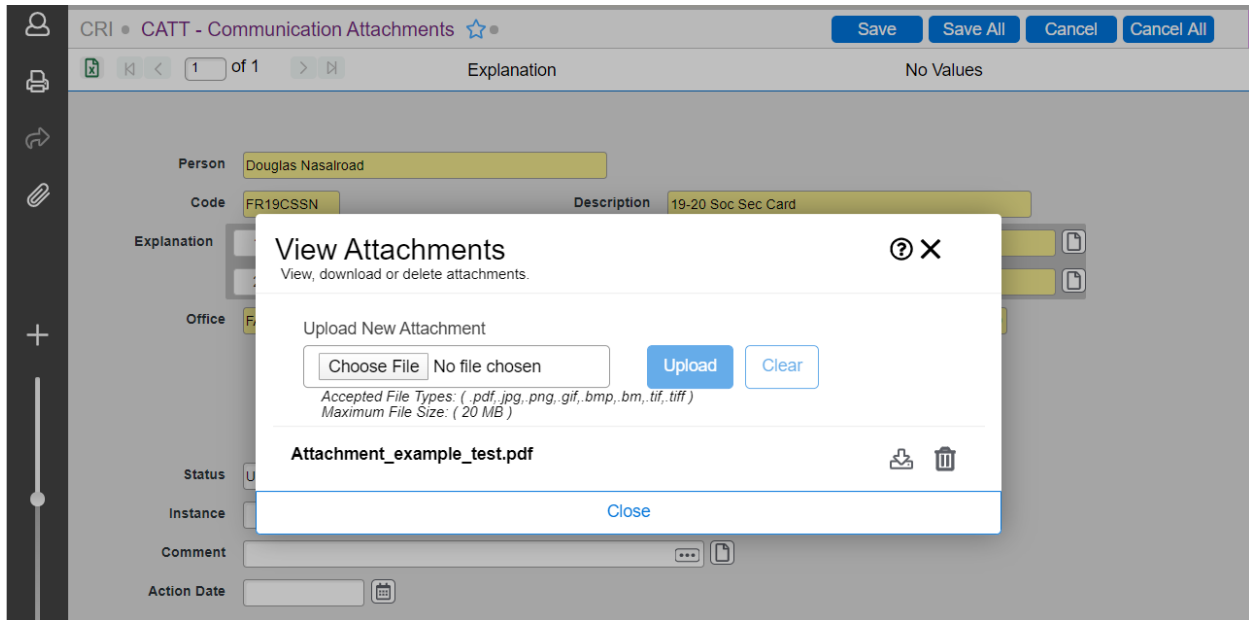 CRI • CATT - Communication Attachments
Save Save All Cancel Cancel All
1 of 1 Explanation No Values
Person Douglas Nasalroad
Code FR19CSSN Description 19-20 Soc Sec Card
Explanation
Office
View Attachments
View, download or delete attachments.
Upload New Attachment
Choose File No file chosen Upload Clear
Accepted File Types: ( .pdf,.jpg,.png,.gif,.bmp,.bm,.tif,.tiff )
Maximum File Size: ( 20 MB )
Attachment_example_test.pdf
Close
Status U
Instance
Comment
Action Date